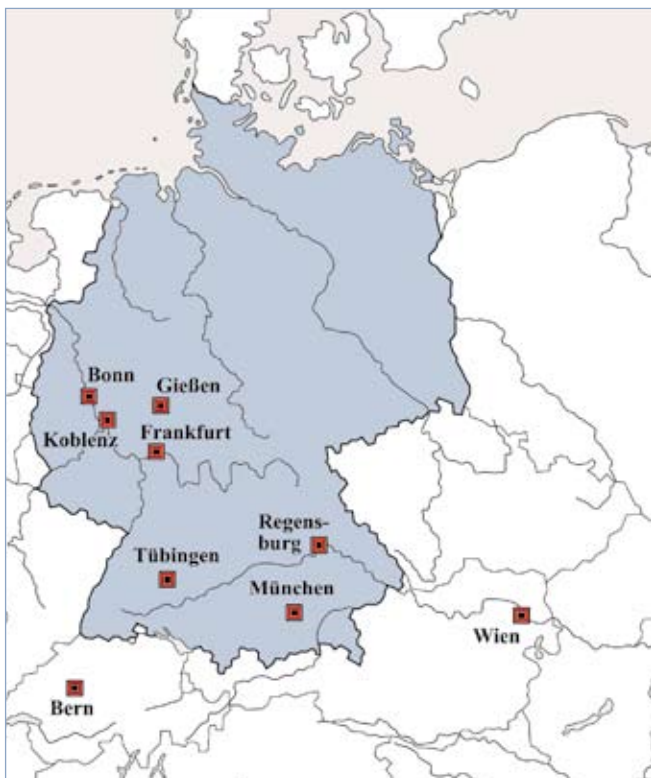 Bonn
Gießen
Koblenz
Frankfurt
Regens-
burg
Tübingen
München
Wien
Bern